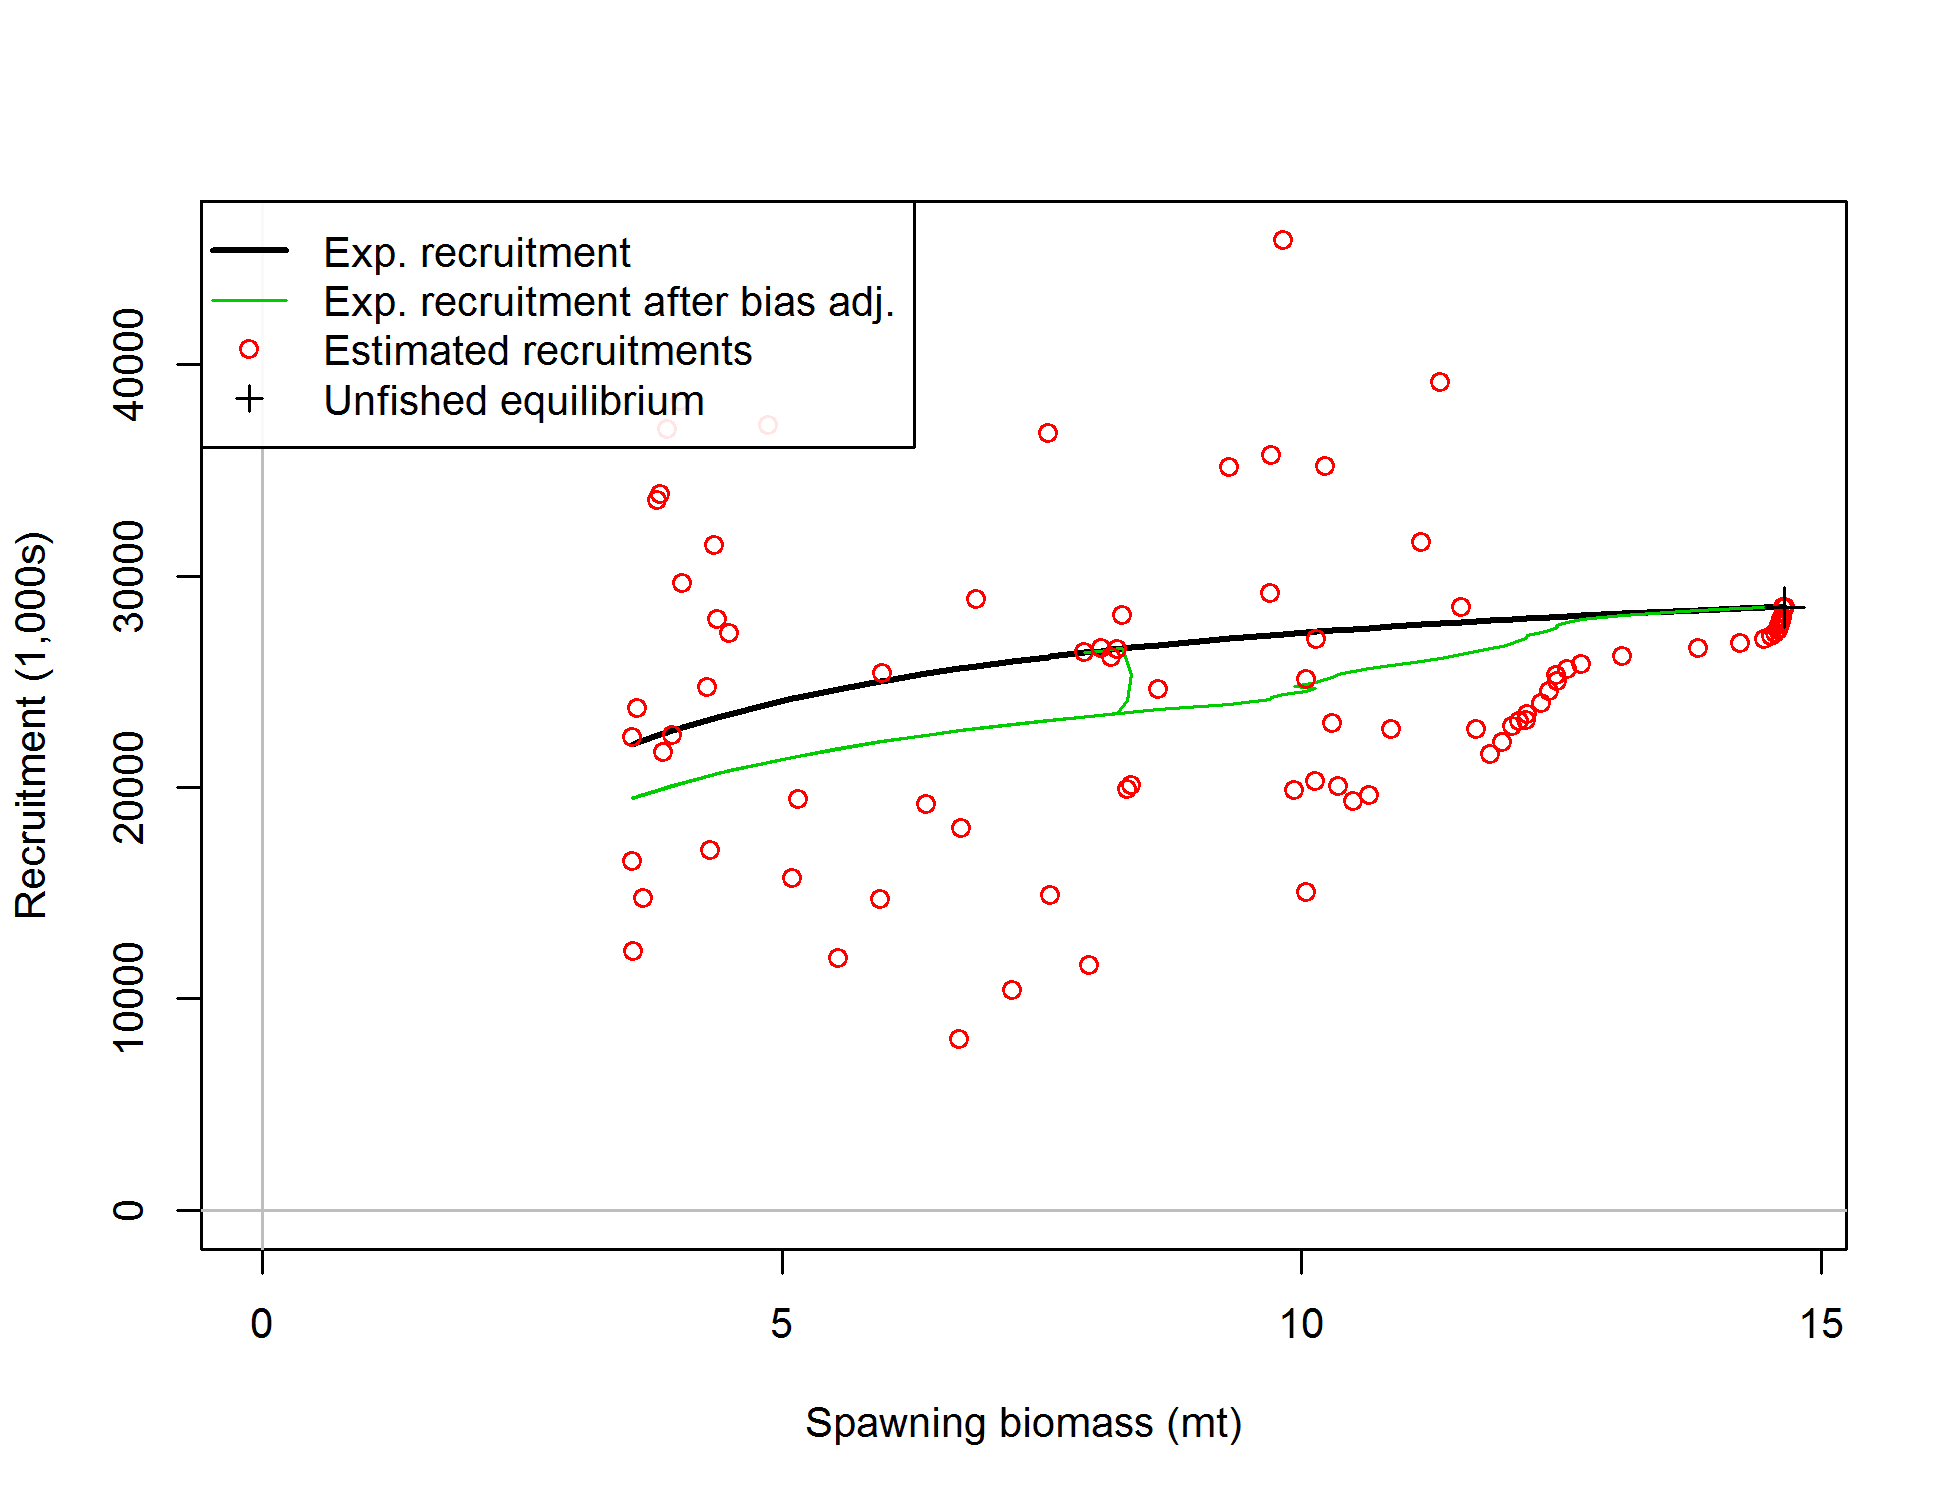 Exp. recruitment
Exp. recruitment after bias adj.
Estimated recruitments
Unfished equilibrium
Recruitment (1,000s)
40000
30000
20000
10000
0
0 5 10 15
Spawning biomass (mt)